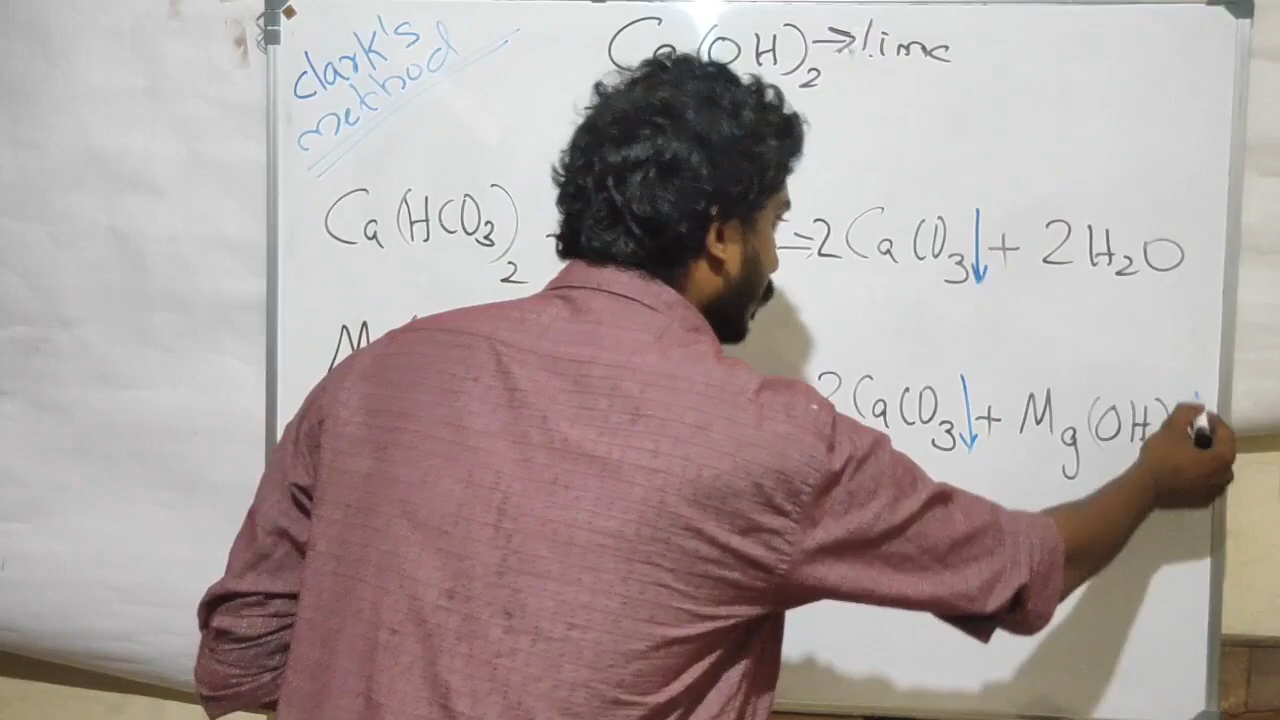 clark's
method
Ca(OH)₂ → lime
Ca(HCO₃)₂ 2CaCO₃↓ + 2H₂O
M 2CaCO₃↓ + Mg(OH)